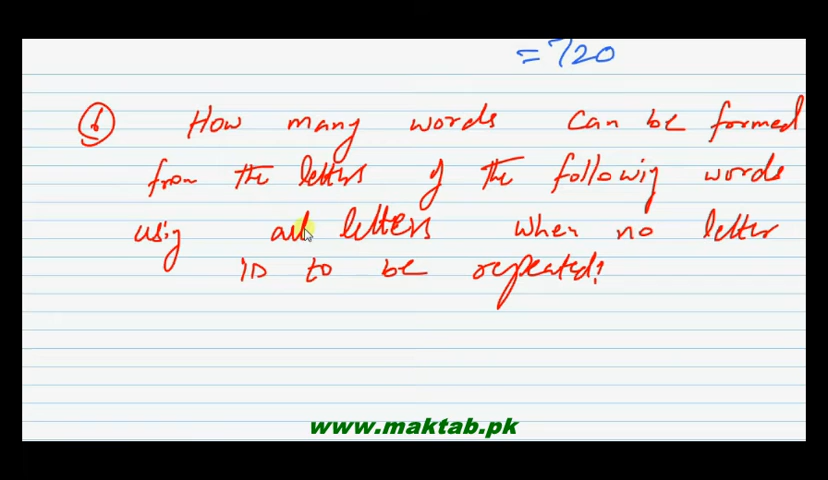 = 720
6 How many words can be formed
from the letters of the following words
using all letters when no letter
is to be repeated?
www.maktab.pk